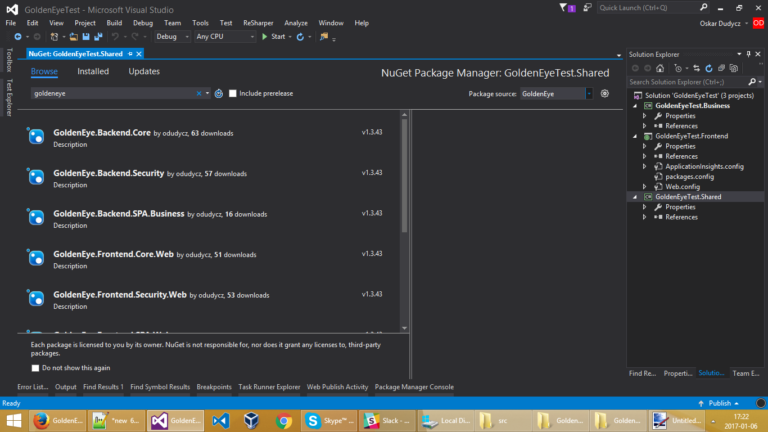 GoldenEyeTest - Microsoft Visual Studio
1
Quick Launch (Ctrl+Q)
File Edit View Project Build Debug Team Tools Test ReSharper Analyze Window Help
Oskar Dudycz OD
Debug Any CPU Start
Toolbox
Test Explorer
NuGet: GoldenEyeTest.Shared
Browse Installed Updates
NuGet Package Manager: GoldenEyeTest.Shared
goldeneye
Include prerelease
Package source: GoldenEye
GoldenEye.Backend.Core by odudycz, 63 downloads v1.3.43
Description
GoldenEye.Backend.Security by odudycz, 57 downloads v1.3.43
Description
GoldenEye.Backend.SPA.Business by odudycz, 16 downloads v1.3.43
Description
GoldenEye.Frontend.Core.Web by odudycz, 51 downloads v1.3.43
Description
GoldenEye.Frontend.Security.Web by odudycz, 53 downloads v1.3.43
Description
Each package is licensed to you by its owner. NuGet is not responsible for, nor does it grant any licenses to, third-party
packages.
Do not show this again
Solution Explorer
Search Solution Explorer (Ctrl+;)
Solution 'GoldenEyeTest' (3 projects)
GoldenEyeTest.Business
Properties
References
GoldenEyeTest.Frontend
Properties
References
ApplicationInsights.config
packages.config
Web.config
GoldenEyeTest.Shared
Properties
References
Find Re... Properti... Solutio... Team E...
Error List... Output Find Results 1 Find Symbol Results Breakpoints Task Runner Explorer Web Publish Activity Package Manager Console
Ready
Publish
GoldenE... *new 6... GoldenE... Skype™ ... Slack - ... Local Di... src Golden... Golden... Untitled...
17:22
2017-01-06